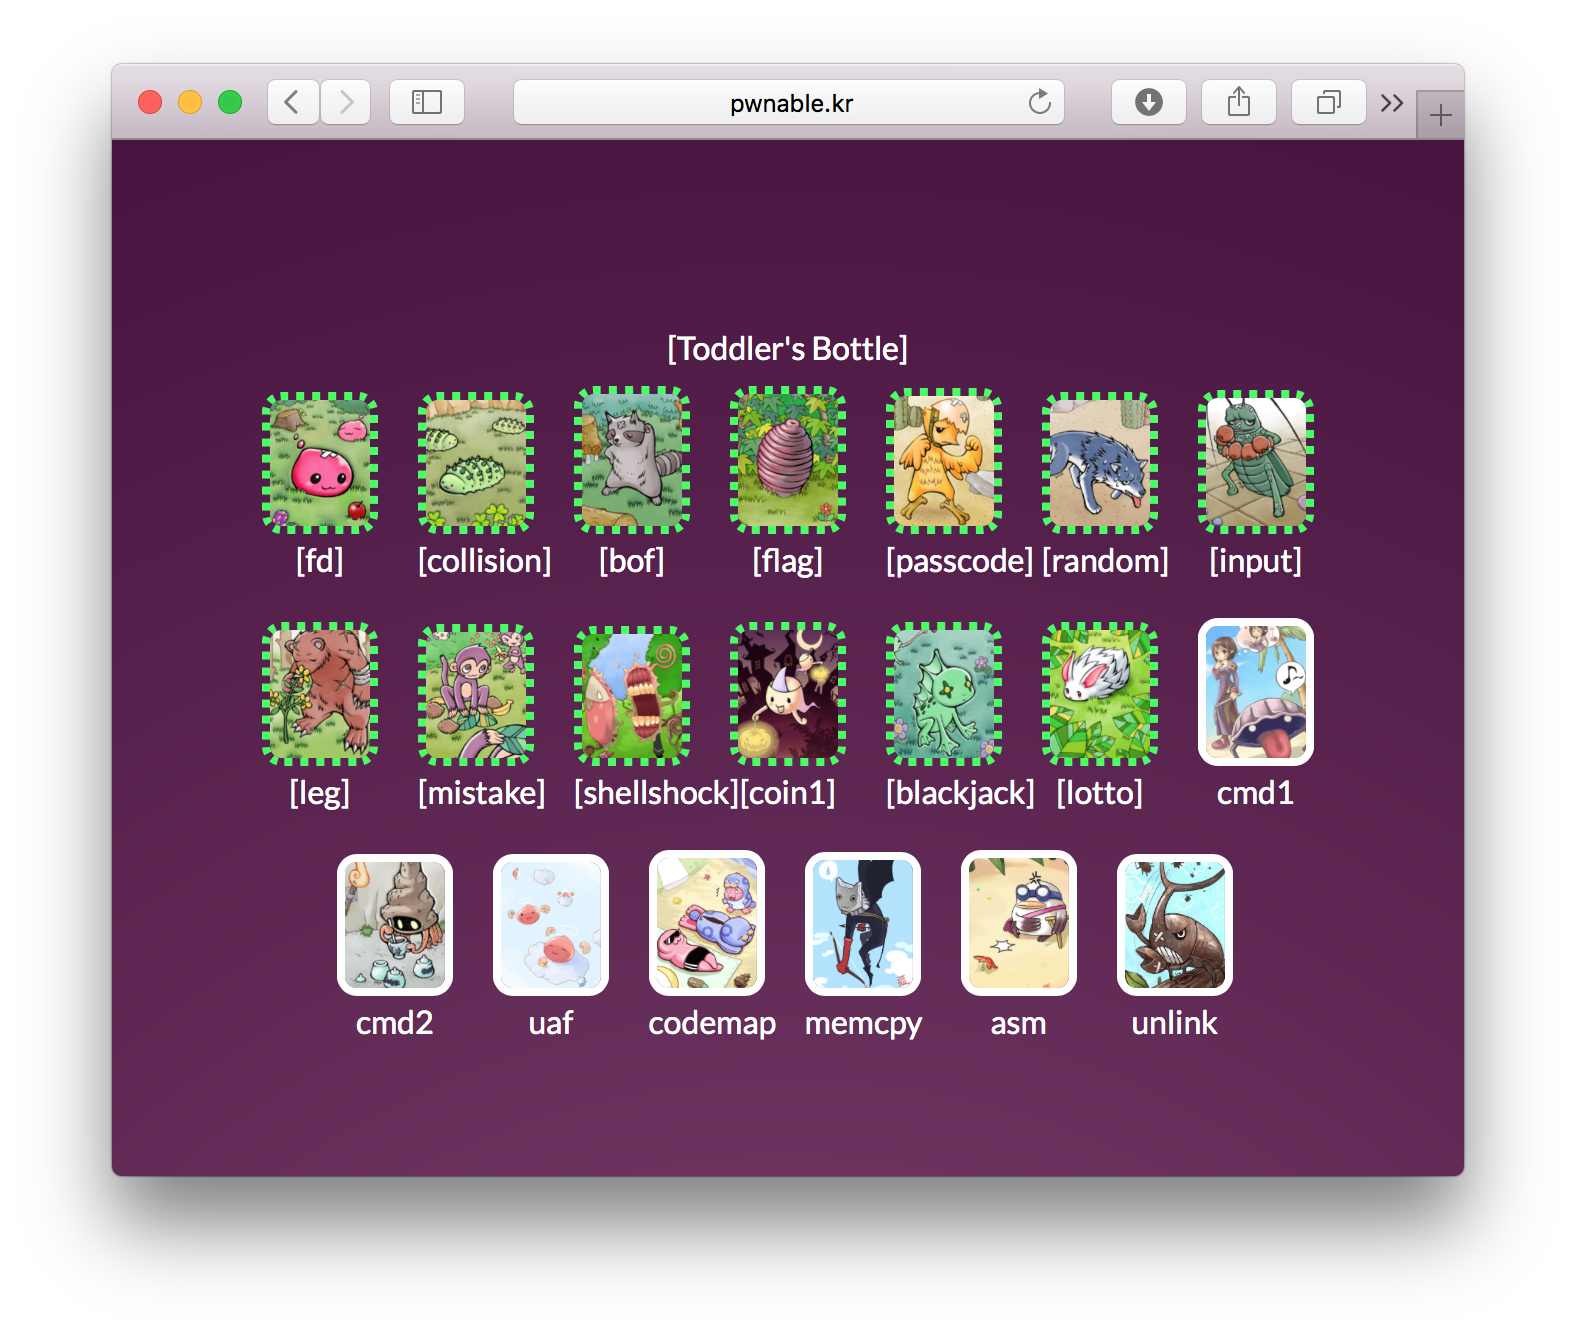 pwnable.kr
[Toddler's Bottle]
[fd] [collision] [bof] [flag] [passcode] [random] [input]
[leg] [mistake] [shellshock] [coin1] [blackjack] [lotto] cmd1
cmd2 uaf codemap memcpy asm unlink